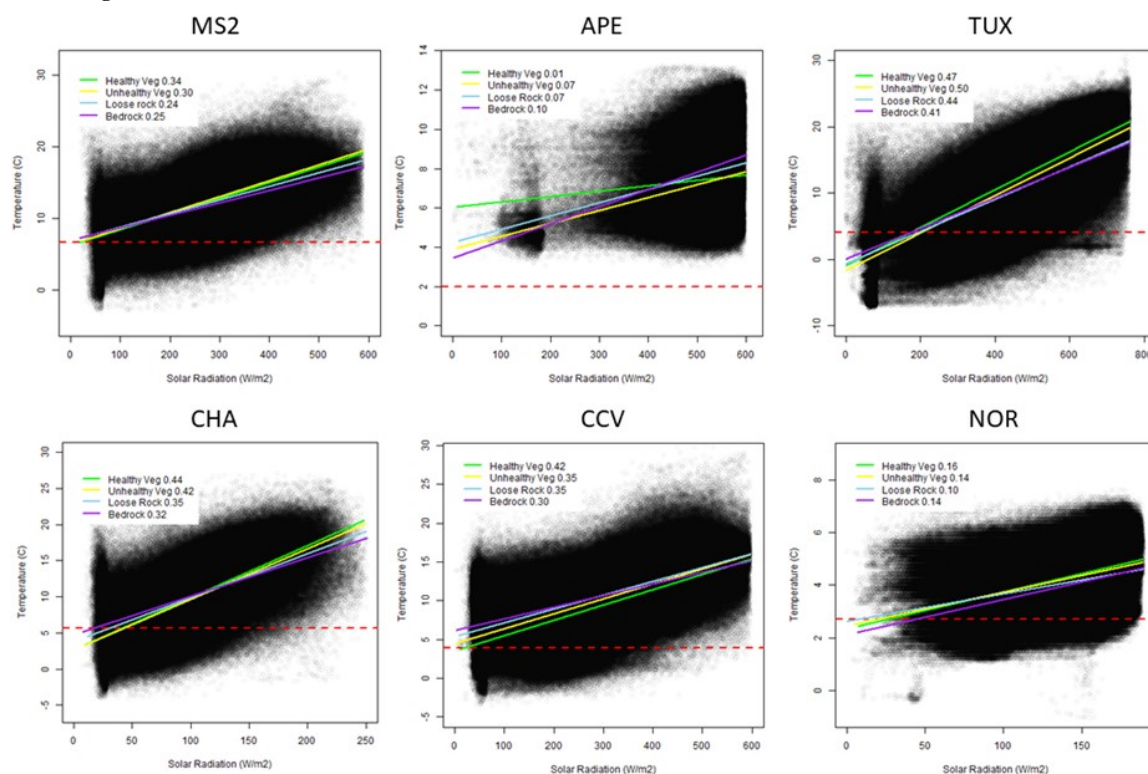 MS2
APE
TUX
Healthy Veg 0.34
Unhealthy Veg 0.30
Loose rock 0.24
Bedrock 0.25
Healthy Veg 0.01
Unhealthy Veg 0.07
Loose Rock 0.07
Bedrock 0.10
Healthy Veg 0.47
Unhealthy Veg 0.50
Loose Rock 0.44
Bedrock 0.41
Temperature (C)
30
20
10
0
Temperature (C)
14
12
10
8
6
4
2
0
Temperature (C)
30
20
10
0
-10
0 100 200 300 400 500 600
0 100 200 300 400 500 600
0 200 400 600 800
Solar Radiation (W/m2)
Solar Radiation (W/m2)
Solar Radiation (W/m2)
CHA
CCV
NOR
Healthy Veg 0.44
Unhealthy Veg 0.42
Loose Rock 0.35
Bedrock 0.32
Healthy Veg 0.42
Unhealthy Veg 0.35
Loose Rock 0.35
Bedrock 0.30
Healthy Veg 0.16
Unhealthy Veg 0.14
Loose Rock 0.10
Bedrock 0.14
Temperature (C)
30
25
20
15
10
5
0
-5
Temperature (C)
30
25
20
15
10
5
0
-5
Temperature (C)
8
6
4
2
0
0 50 100 150 200 250
0 100 200 300 400 500 600
0 50 100 150
Solar Radiation (W/m2)
Solar Radiation (W/m2)
Solar Radiation (W/m2)